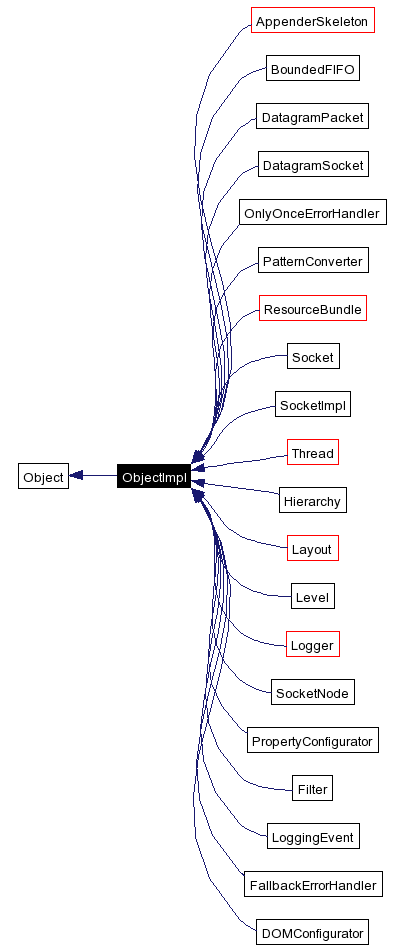 AppenderSkeleton
BoundedFIFO
DatagramPacket
DatagramSocket
OnlyOnceErrorHandler
PatternConverter
ResourceBundle
Socket
SocketImpl
Thread
Object
ObjectImpl
Hierarchy
Layout
Level
Logger
SocketNode
PropertyConfigurator
Filter
LoggingEvent
FallbackErrorHandler
DOMConfigurator